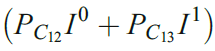 (P_{C_{12}} I^0 + P_{C_{13}} I^1)